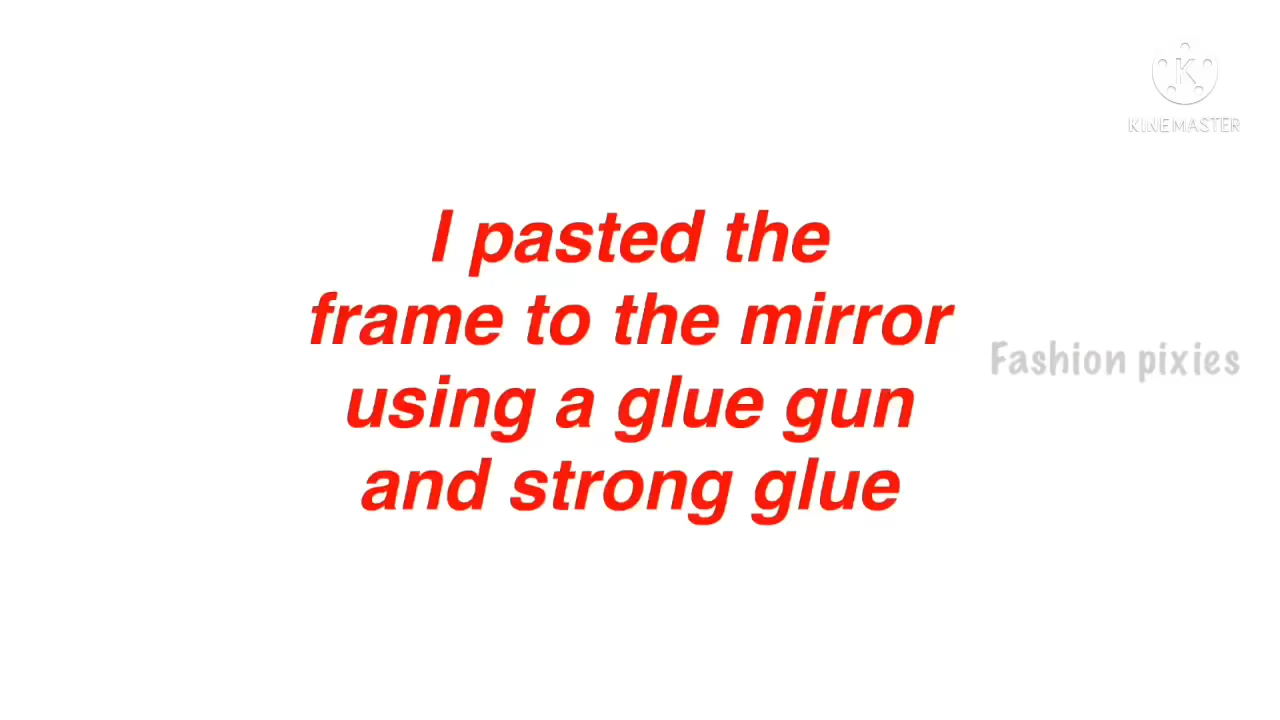 K
KINEMASTER
I pasted the
frame to the mirror
using a glue gun
and strong glue
Fashion pixies